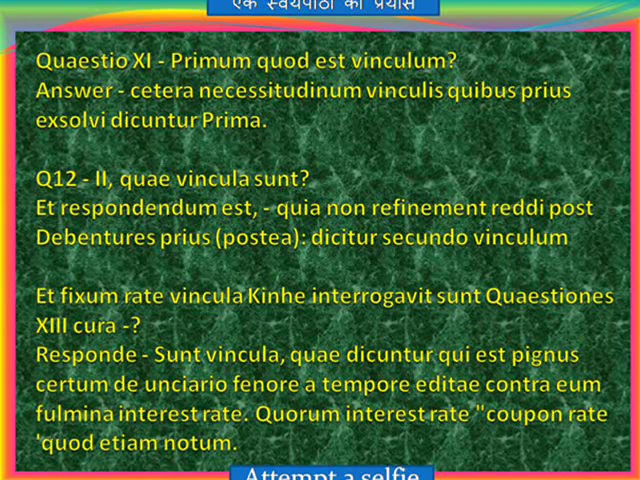 एक स्वयंपाठी का प्रयास
Quaestio XI - Primum quod est vinculum?
Answer - cetera necessitudinum vinculis quibus prius
exsolvi dicuntur Prima.
Q12 - II, quae vincula sunt?
Et respondendum est, - quia non refinement reddi post
Debentures prius (postea): dicitur secundo vinculum
Et fixum rate vincula Kinhe interrogavit sunt Quaestiones
XIII cura -?
Responde - Sunt vincula, quae dicuntur qui est pignus
certum de unciario fenore a tempore editae contra eum
fulmina interest rate. Quorum interest rate "coupon rate
'quod etiam notum.
Attempt a selfie